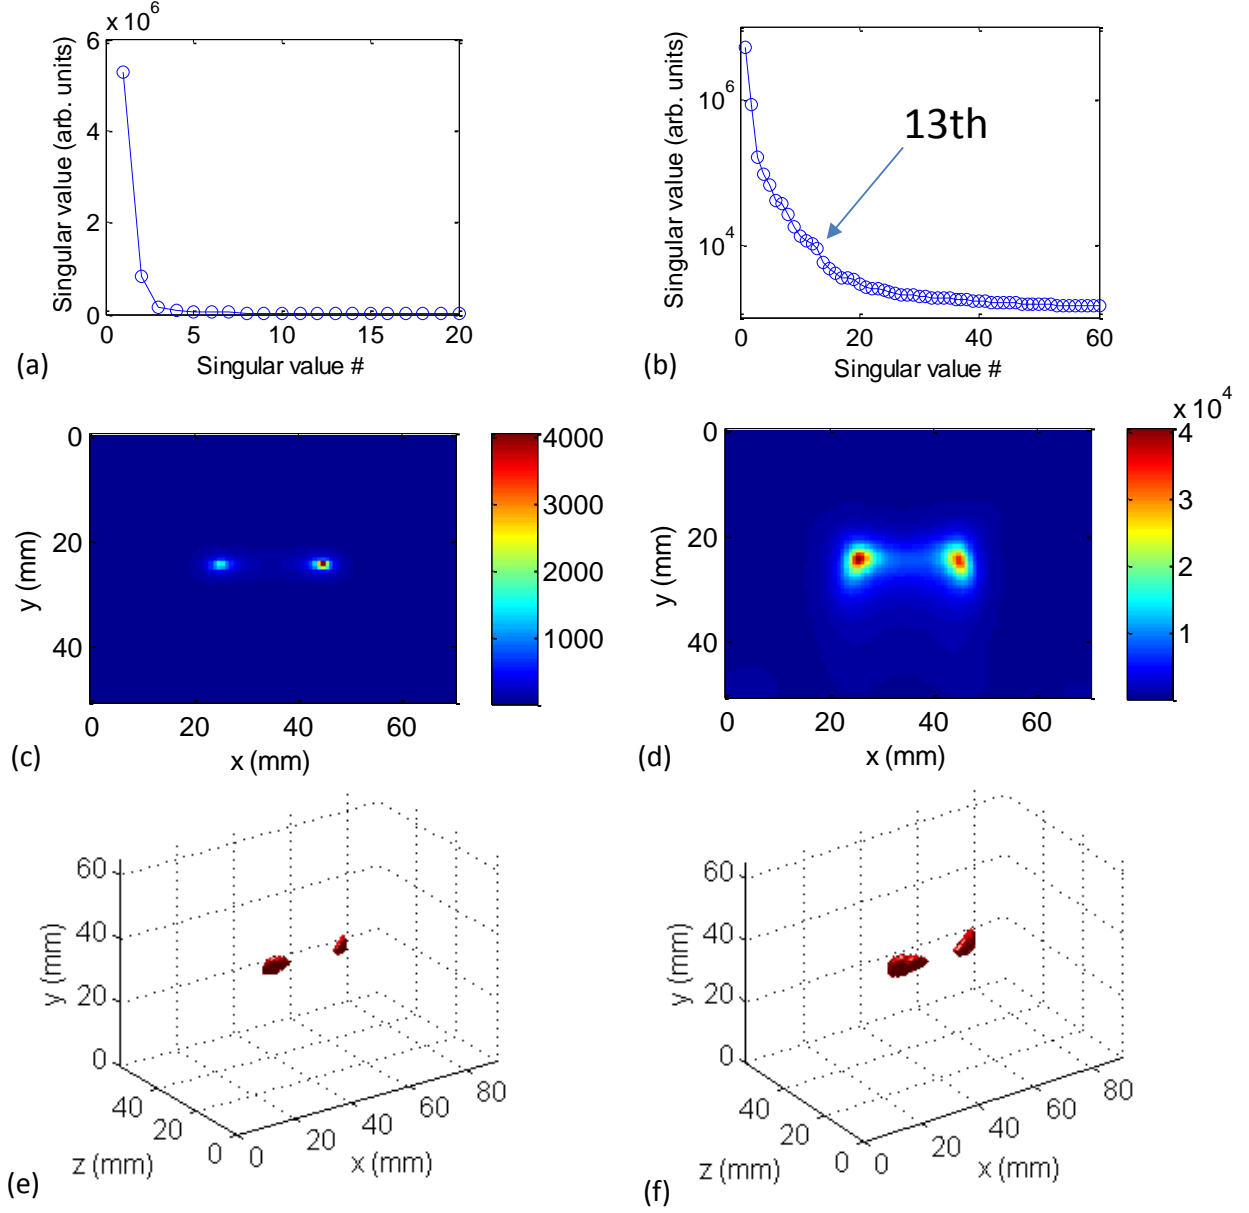 x 10^6
6
4
2
0
Singular value (arb. units)
0 5 10 15 20
Singular value #
(a)
10^6
10^4
Singular value (arb. units)
13th
0 20 40 60
Singular value #
(b)
0
20
40
y (mm)
0 20 40 60
x (mm)
4000
3000
2000
1000
(c)
x 10^4
0
20
40
y (mm)
0 20 40 60
x (mm)
4
3
2
1
(d)
60
40
20
0
y (mm)
40
20
0
z (mm)
0
20
40
60
80
x (mm)
(e)
60
40
20
0
y (mm)
40
20
0
z (mm)
0
20
40
60
80
x (mm)
(f)